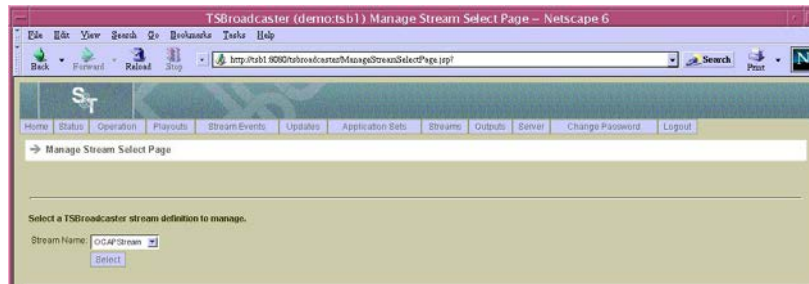 TSBroadcaster (demo:tsb1) Manage Stream Select Page – Netscape 6
File Edit View Search Go Bookmarks Tasks Help
Back Forward Reload Stop http://tsb1:8080/tsbroadcaster/ManageStreamSelectPage.jsp? Search Print N
ST
Home Status Operation Playouts Stream Events Updates Application Sets Streams Outputs Server Change Password Logout
Manage Stream Select Page
Select a TSBroadcaster stream definition to manage.
Stream Name: OCAPStream
Select